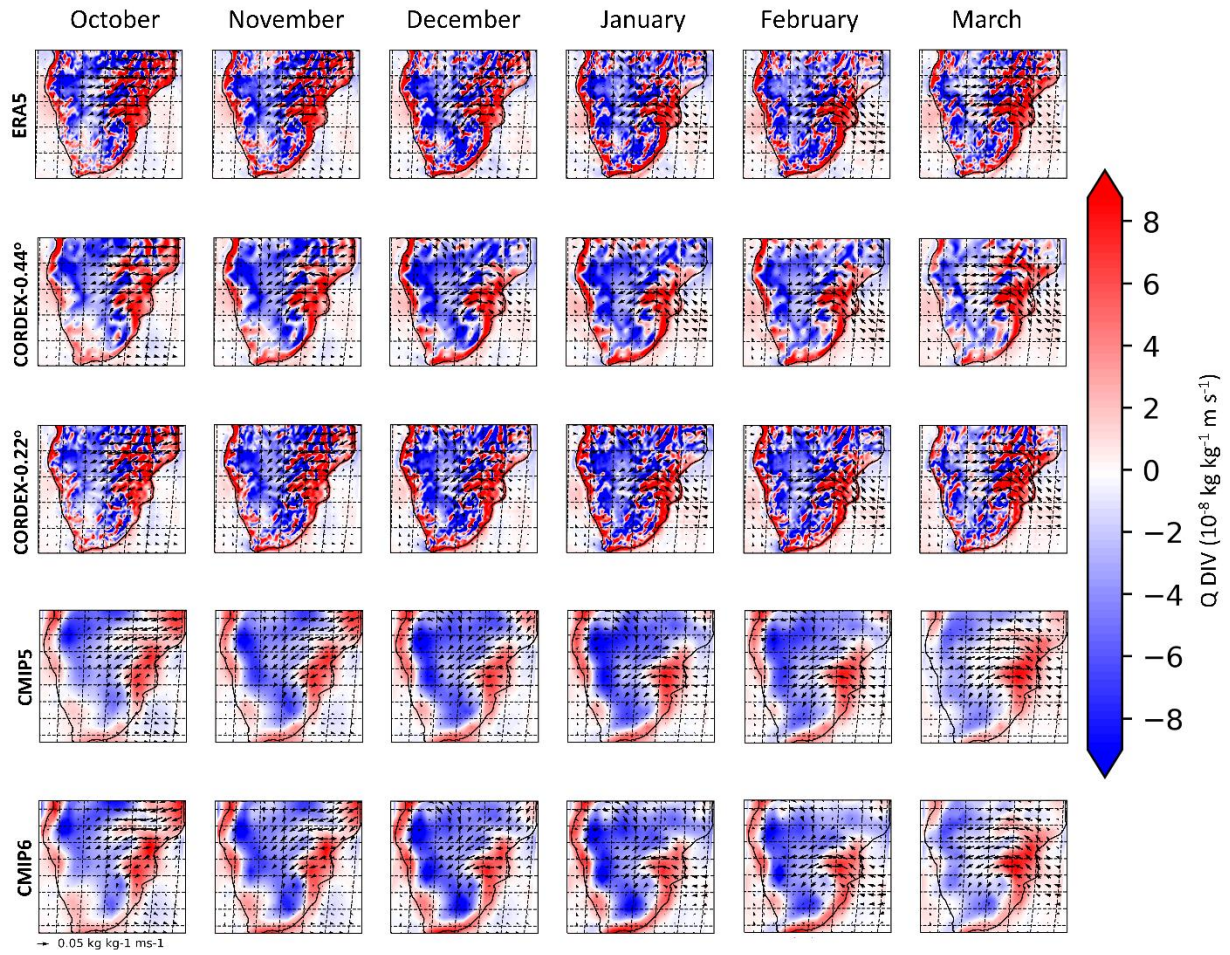 October November December January February March
ERA5
CORDEX-0.44°
CORDEX-0.22°
CMIP5
CMIP6
8
6
4
2
0
−2
−4
−6
−8
Q DIV (10⁻⁸ kg kg⁻¹ m s⁻¹)
0.05 kg kg-1 ms-1